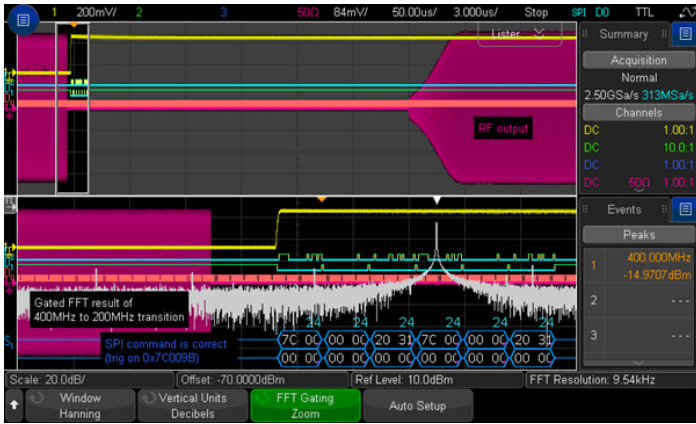 1 200mV/ 2 3 50Ω 84mV/ 50.00us/ 3.000us/ Stop SPI D0 TTL
Lister
Summary
Acquisition
Normal
2.50GSa/s 313MSa/s
Channels
DC 1.00:1
DC 10.0:1
DC 1.00:1
DC 50Ω 1.00:1
RF output
Events
Peaks
1 400.000MHz
-14.9707dBm
2 ---
3 ---
Gated FFT result of
400MHz to 200MHz transition
SPI command is correct
(trig on 0x7C009B)
24 24 24 24 24 24
7C 00 00 00 20 31 7C 00 00 00 20 31
00 00 00 00 00 00 00 00 00 00 00 00
S1
Scale: 20.0dB/ Offset: -70.0000dBm Ref Level: 10.0dBm FFT Resolution: 9.54kHz
Window
Hanning
Vertical Units
Decibels
FFT Gating
Zoom
Auto Setup